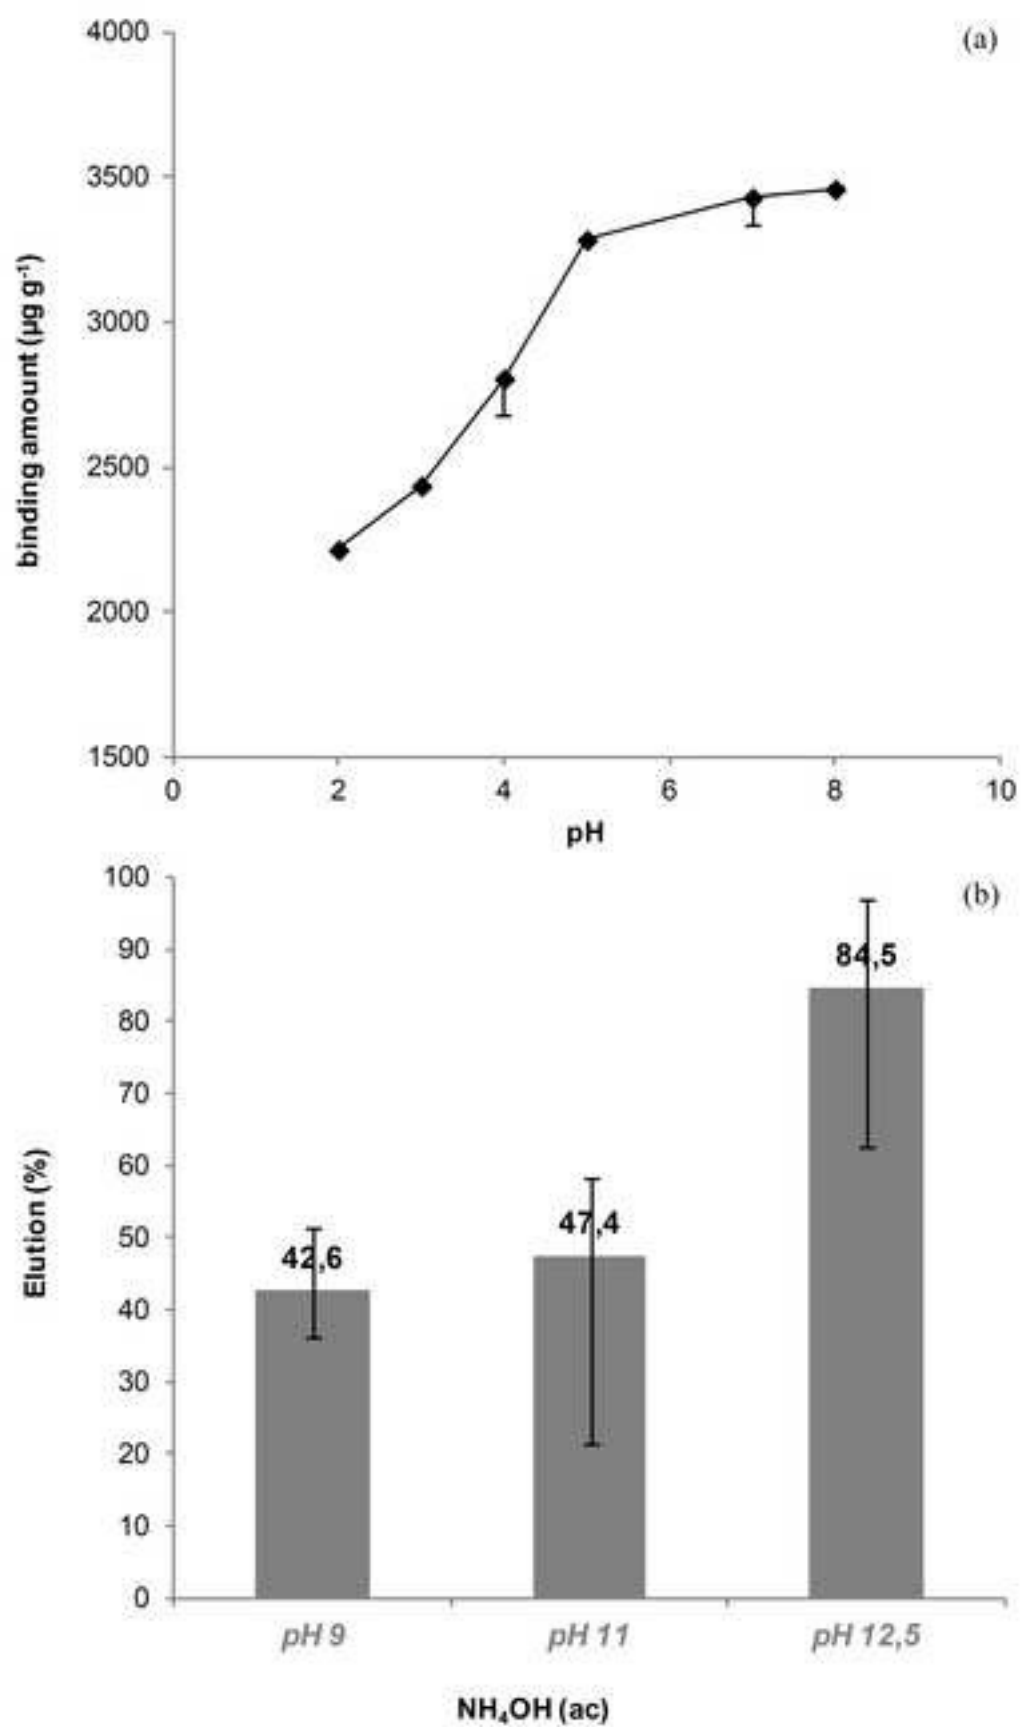 (a)
4000
3500
3000
2500
2000
1500
binding amount (µg g⁻¹)
0 2 4 6 8 10
pH
(b)
100
90
80
70
60
50
40
30
20
10
0
Elution (%)
42,6
47,4
84,5
pH 9 pH 11 pH 12,5
NH₄OH (ac)